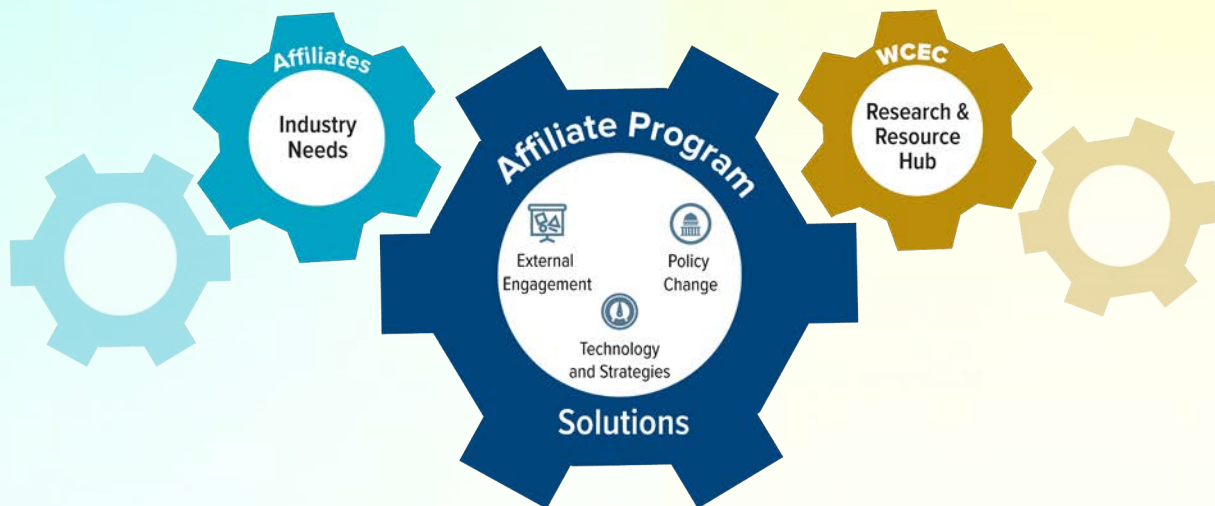 Affiliates
Industry
Needs
Affiliate Program
External
Engagement
Policy
Change
Technology
and Strategies
Solutions
WCEC
Research &
Resource
Hub